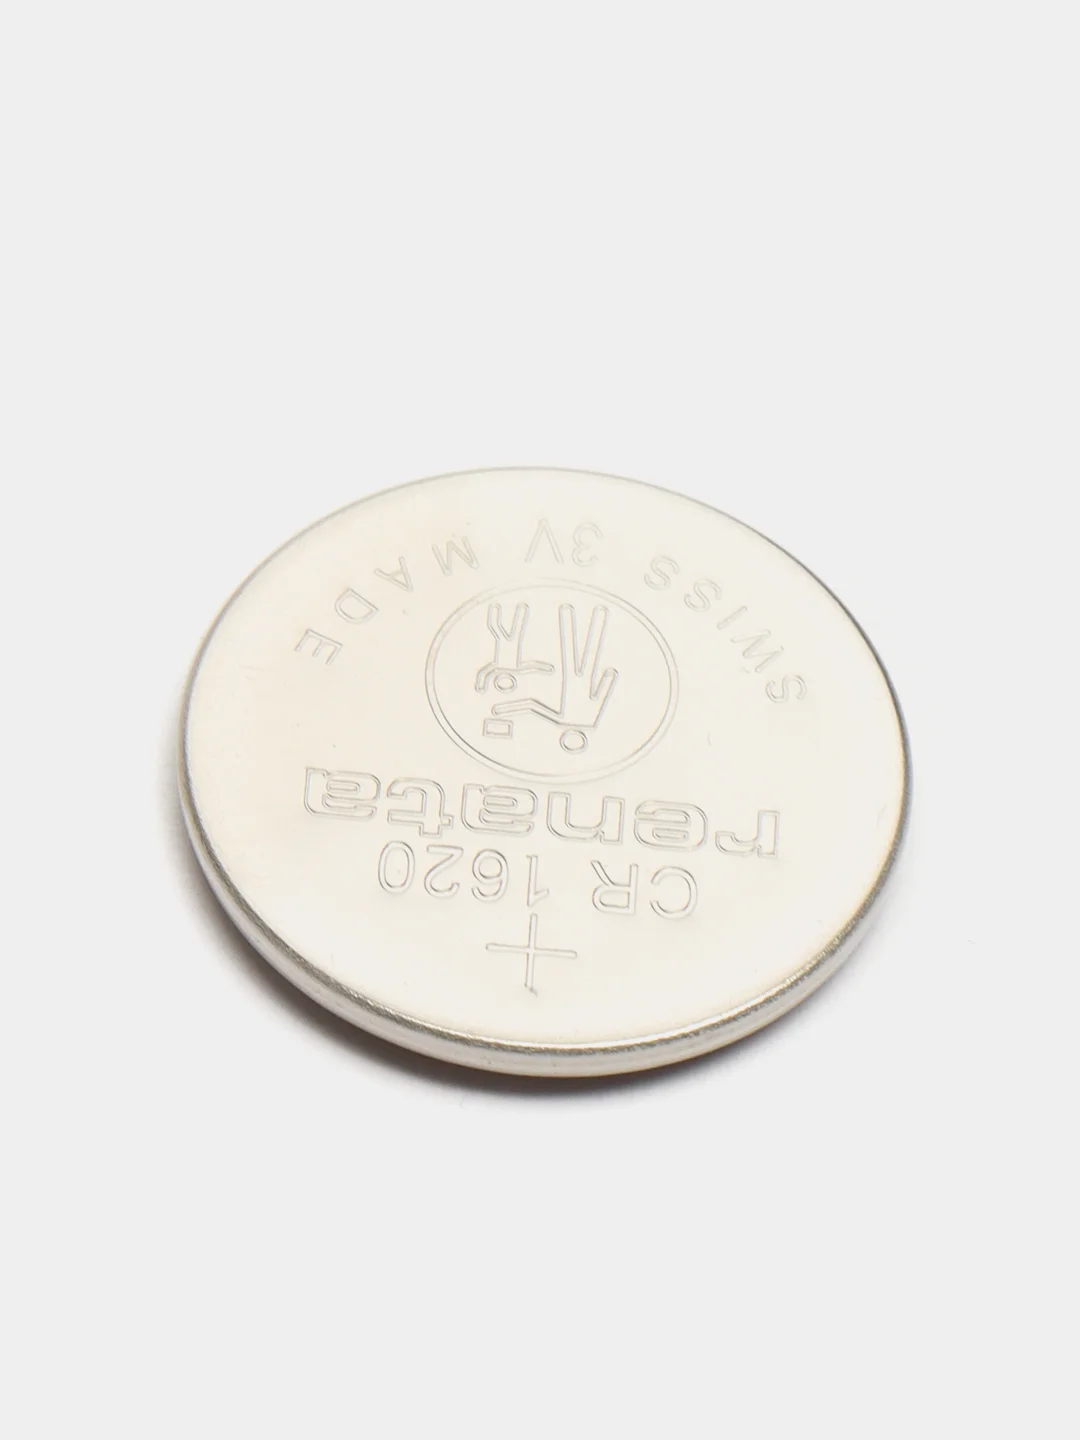 +
CR 1620
renata
SWISS 3V MADE